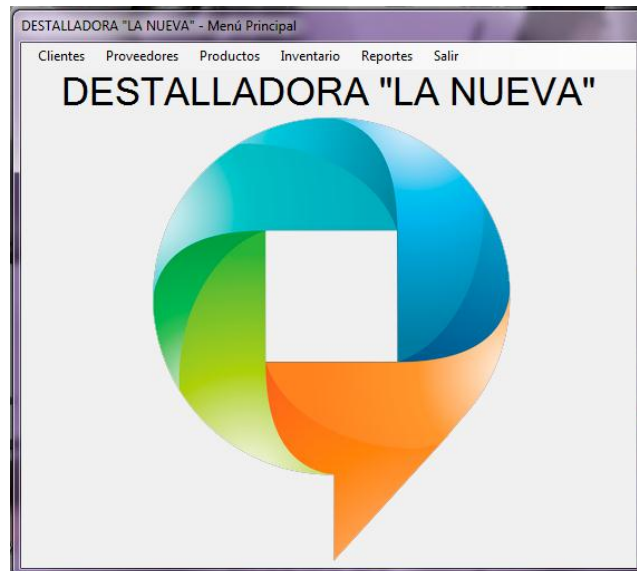 DESTALLADORA "LA NUEVA" - Menú Principal
Clientes Proveedores Productos Inventario Reportes Salir
DESTALLADORA "LA NUEVA"